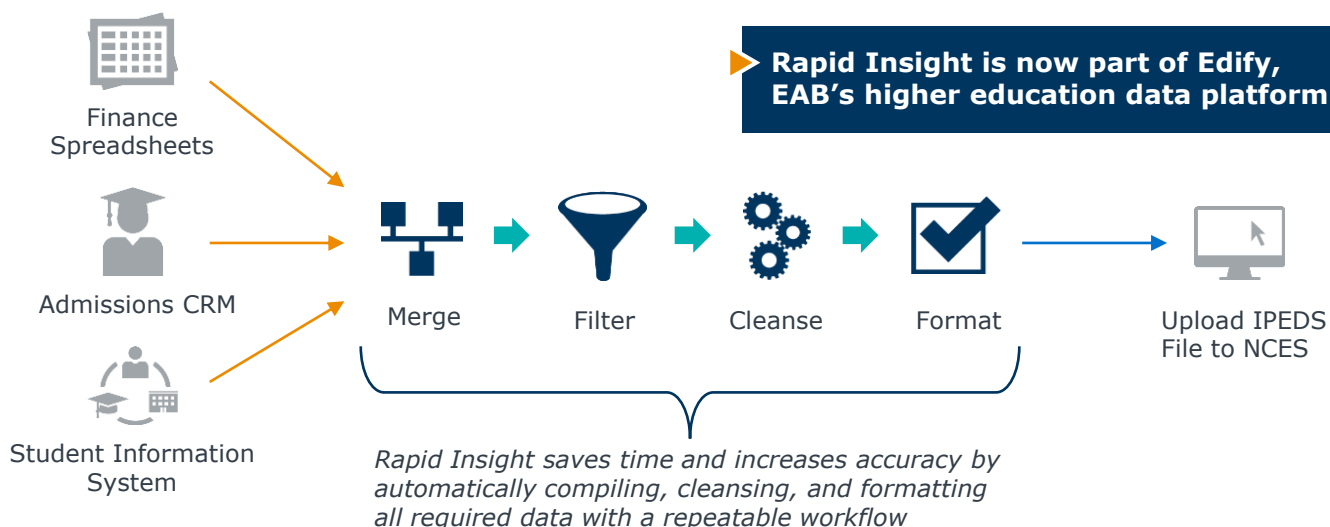 Rapid Insight is now part of Edify,
EAB’s higher education data platform
Finance
Spreadsheets
Admissions CRM
Student Information
System
Merge
Filter
Cleanse
Format
Upload IPEDS
File to NCES
Rapid Insight saves time and increases accuracy by
automatically compiling, cleansing, and formatting
all required data with a repeatable workflow